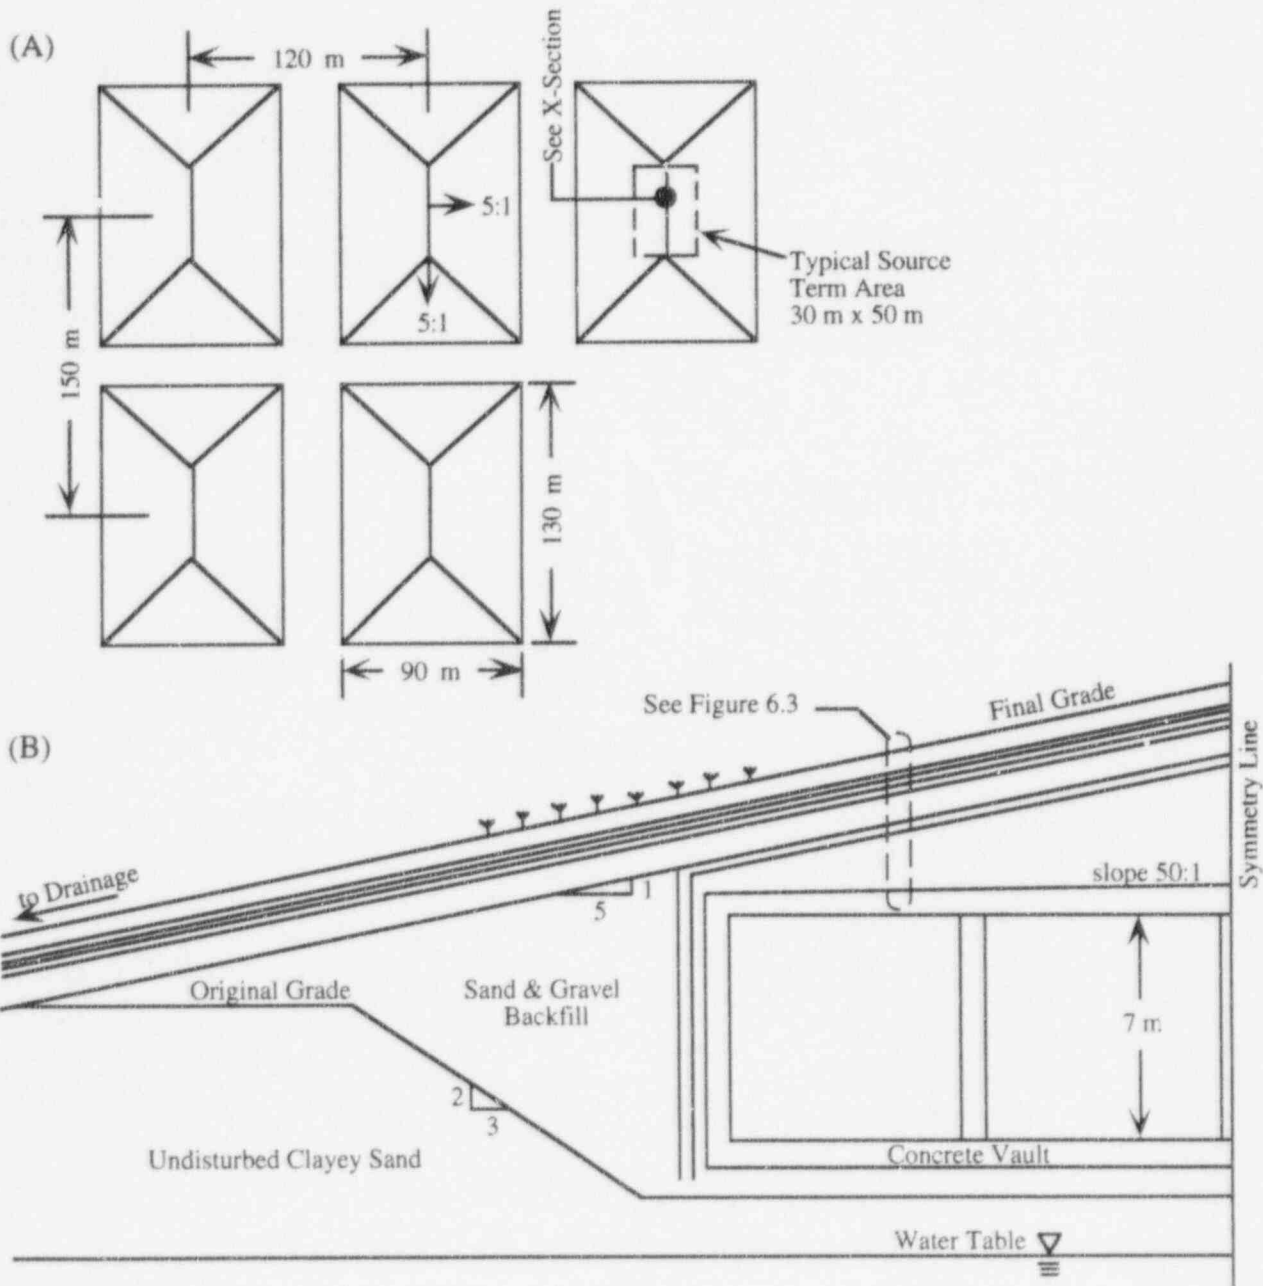 (A)
120 m
See X-Section
5:1
5:1
Typical Source
Term Area
30 m x 50 m
150 m
130 m
90 m
(B)
See Figure 6.3
Final Grade
Symmetry Line
to Drainage
slope 50:1
1
5
Original Grade
Sand & Gravel
Backfill
7 m
2
3
Undisturbed Clayey Sand
Concrete Vault
Water Table